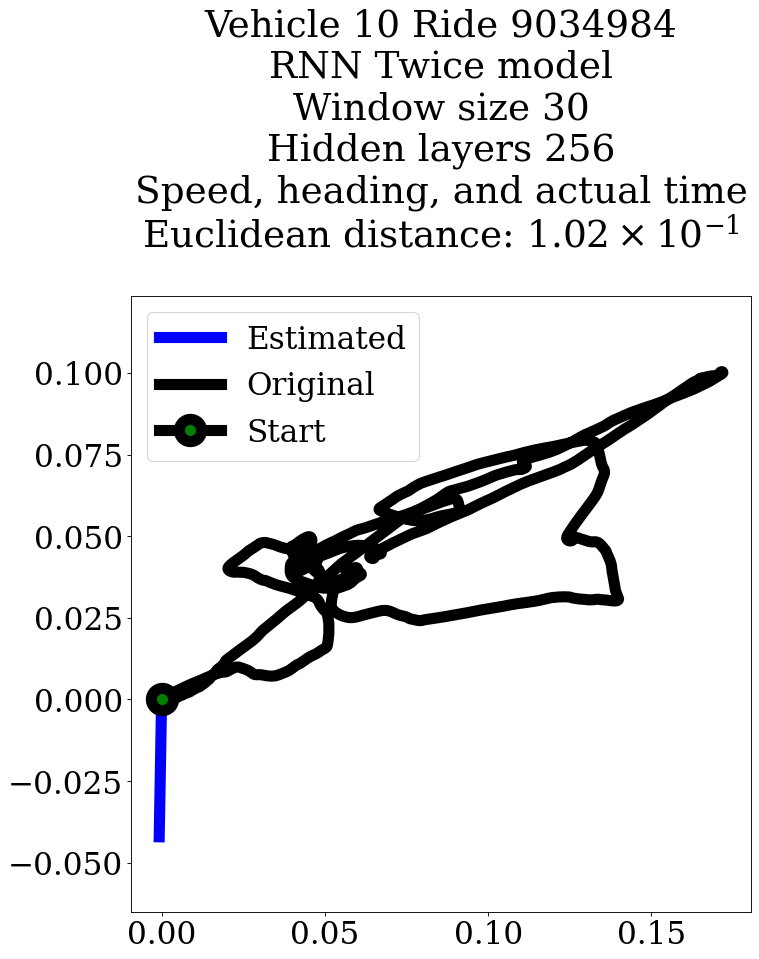 Vehicle 10 Ride 9034984
RNN Twice model
Window size 30
Hidden layers 256
Speed, heading, and actual time
Euclidean distance: 1.02 × 10⁻¹
Estimated
Original
Start
0.100
0.075
0.050
0.025
0.000
−0.025
−0.050
0.00 0.05 0.10 0.15